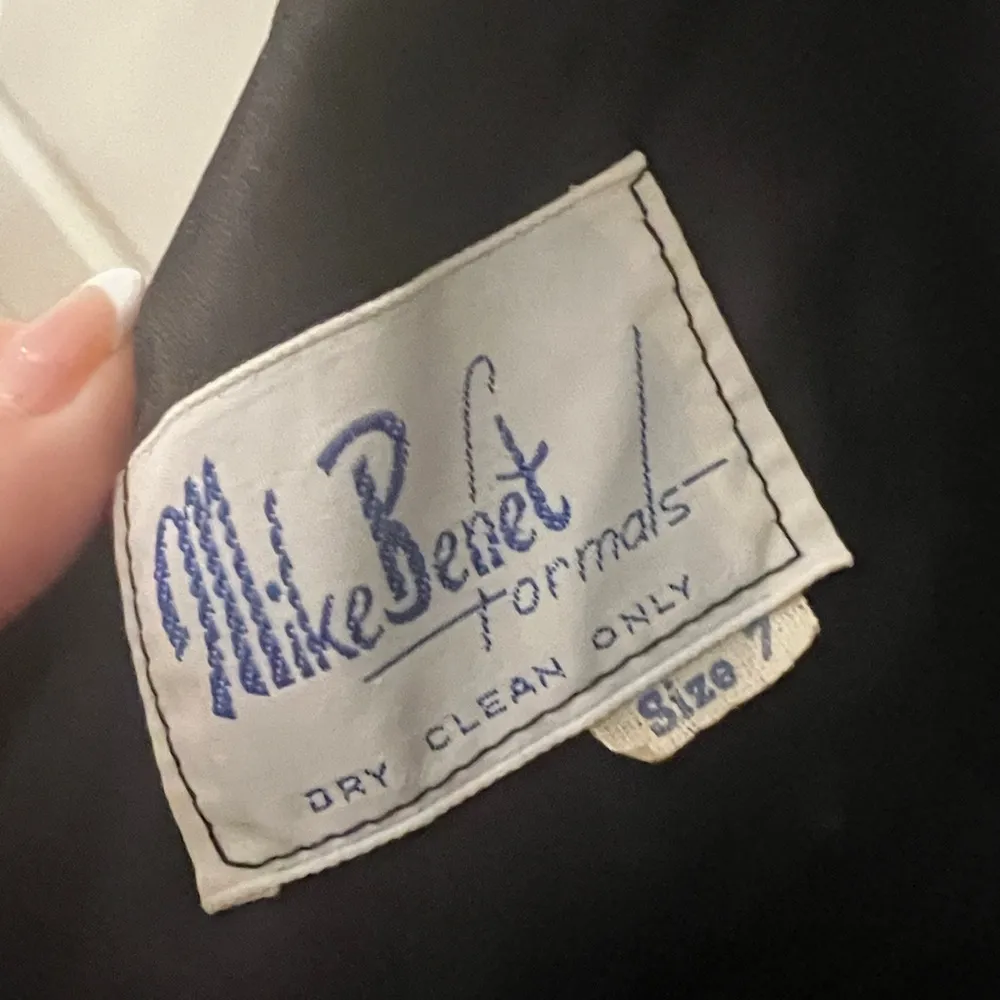 Mike Benet
formals
DRY CLEAN ONLY
Size 7